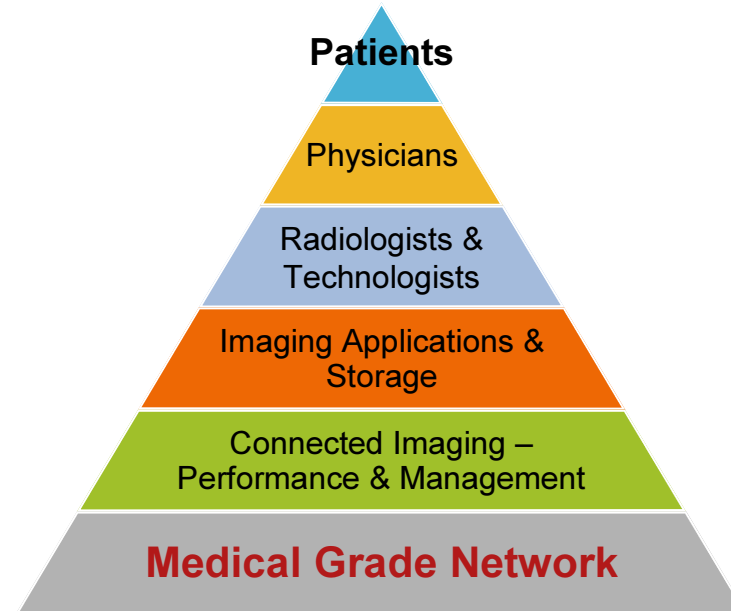 Patients
Physicians
Radiologists &
Technologists
Imaging Applications &
Storage
Connected Imaging –
Performance & Management
Medical Grade Network